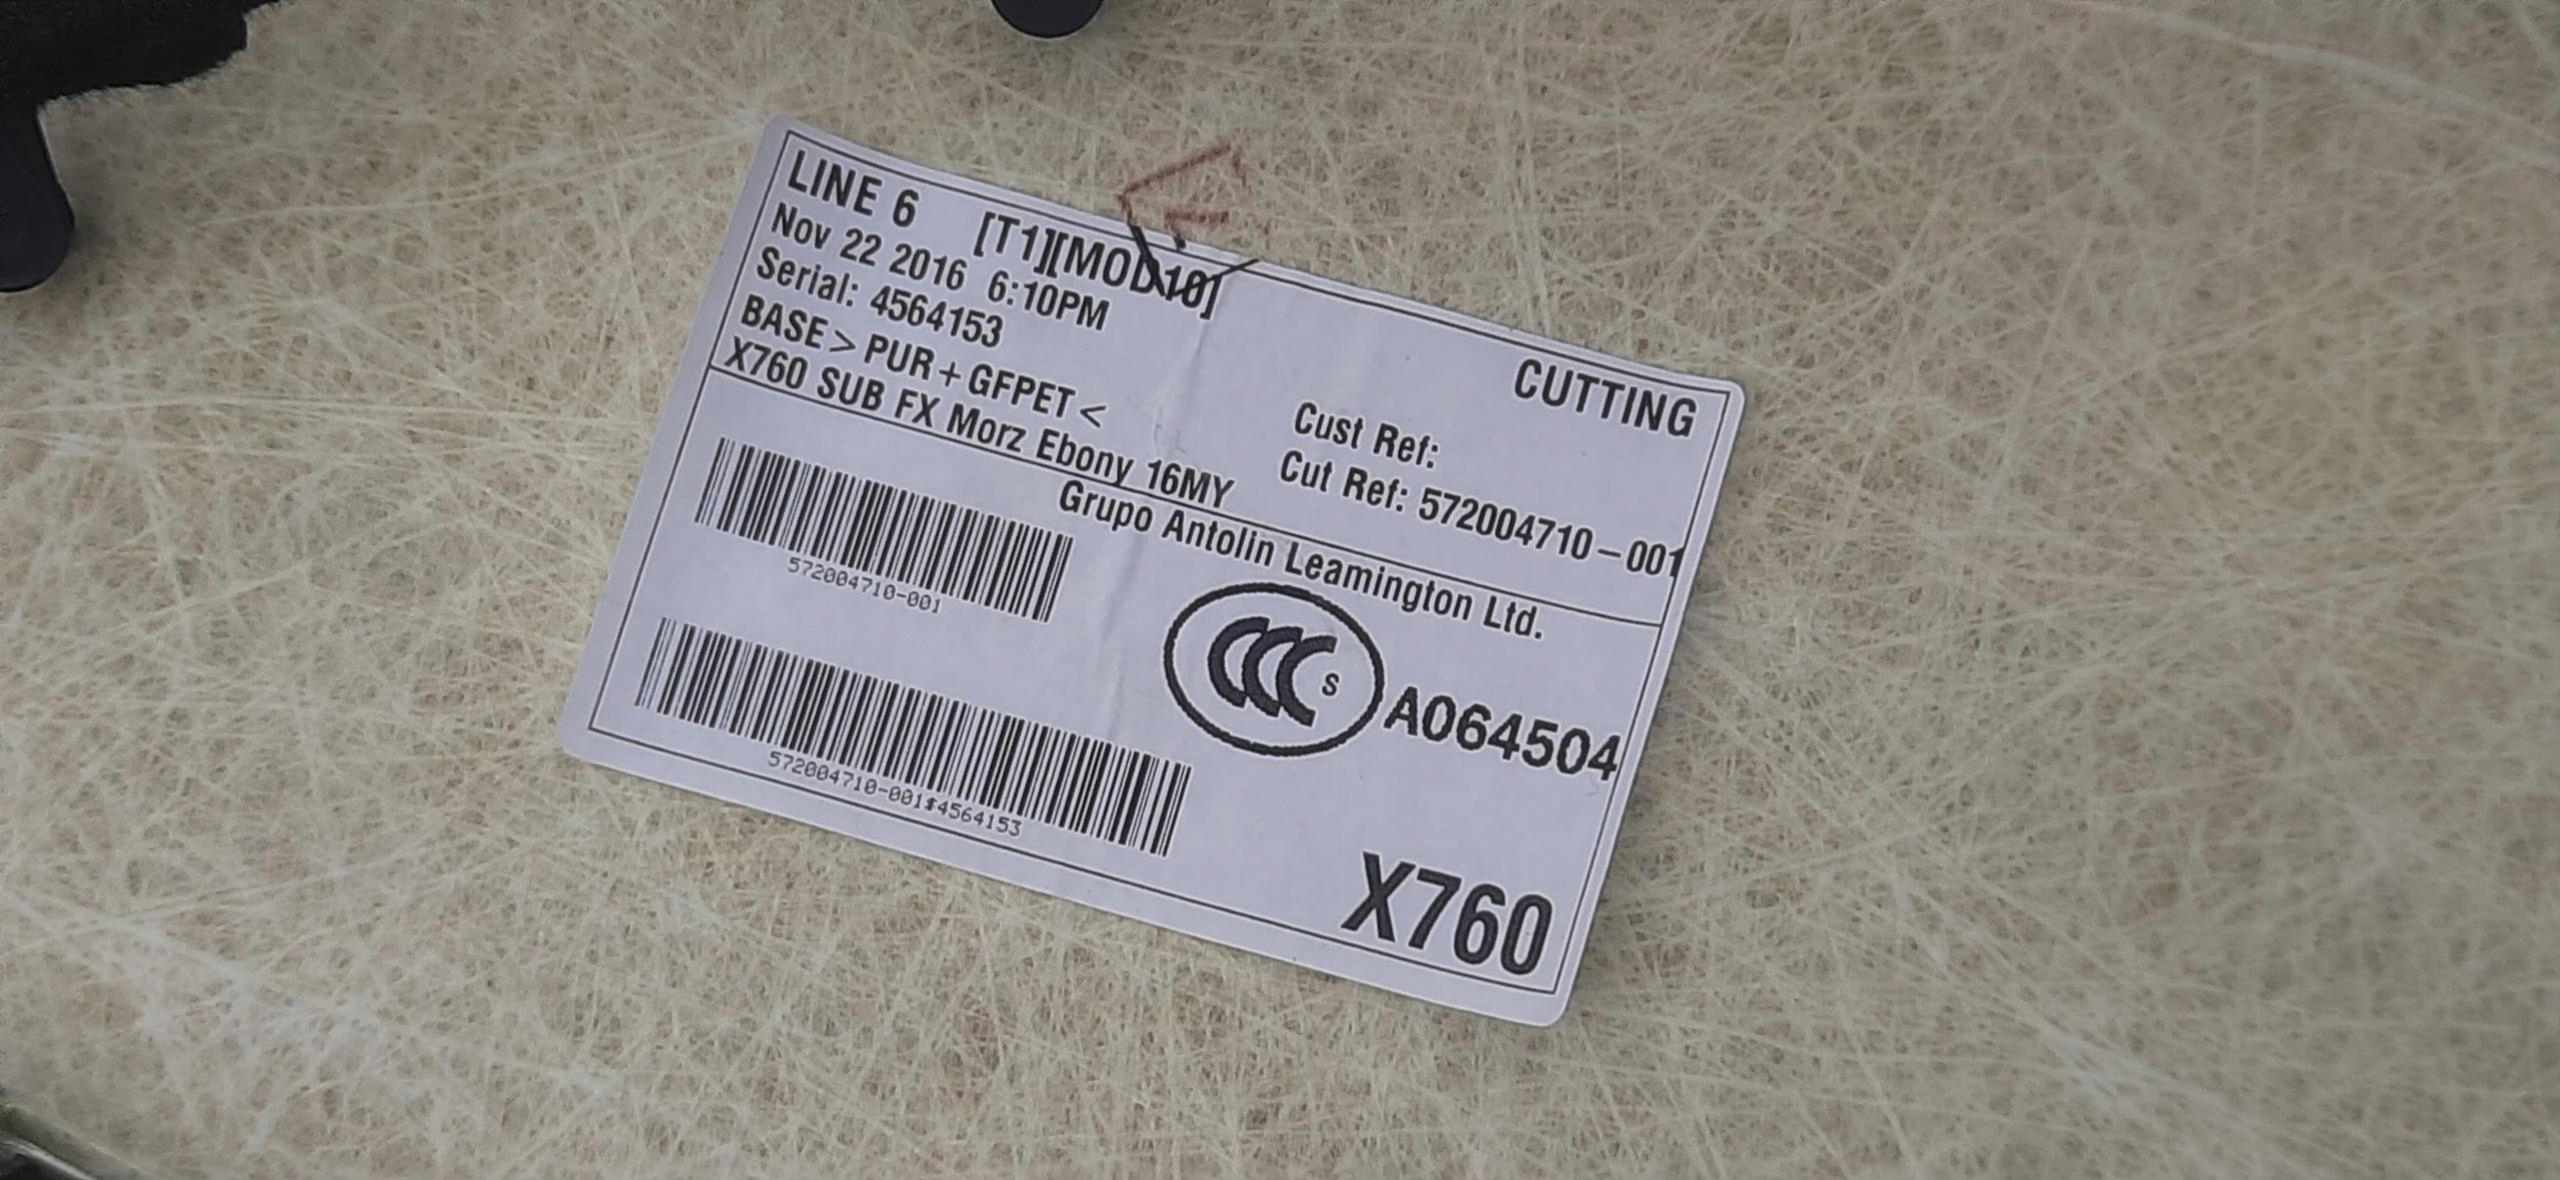 LINE 6 [T1][MOD10]
CUTTING
Nov 22 2016 6:10PM
Serial: 4564153
Cust Ref:
BASE > PUR + GFPET <
Cut Ref: 572004710-001
X760 SUB FX Morz Ebony 16MY
Grupo Antolin Leamington Ltd.
572004710-001
CCC S A064504
572004710-001$4564153
X760